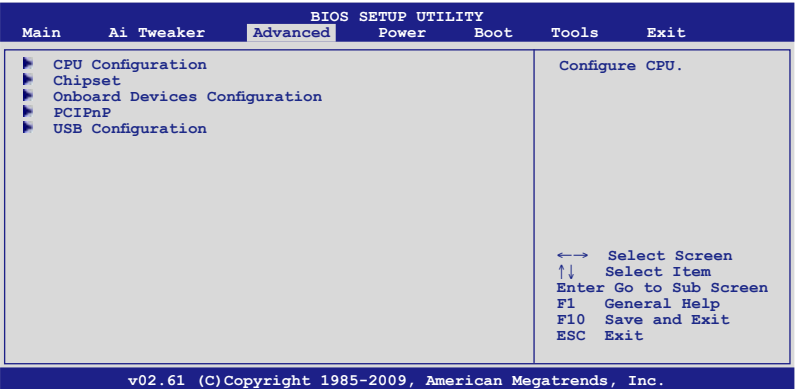 BIOS SETUP UTILITY
Main Ai Tweaker Advanced Power Boot Tools Exit
CPU Configuration
Chipset
Onboard Devices Configuration
PCIPnP
USB Configuration
Configure CPU.
←→ Select Screen
↑↓ Select Item
Enter Go to Sub Screen
F1 General Help
F10 Save and Exit
ESC Exit
v02.61 (C)Copyright 1985-2009, American Megatrends, Inc.